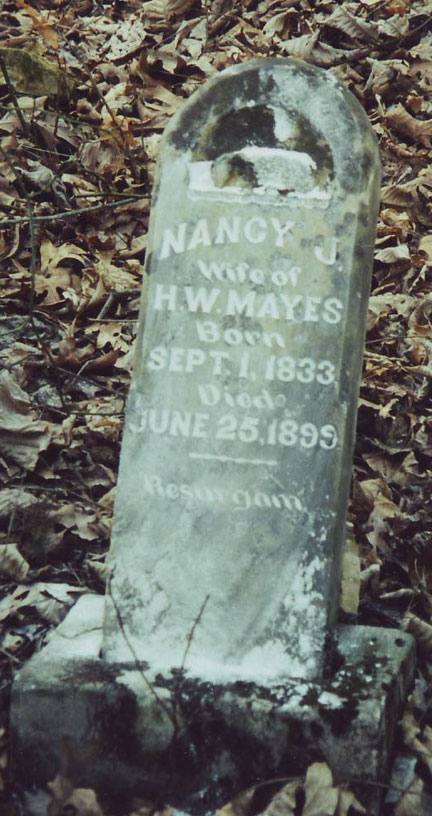 NANCY J.
Wife of
H.W. MAYES
Born
SEPT. 1, 1833,
Died
JUNE 25, 1899
Resurgam